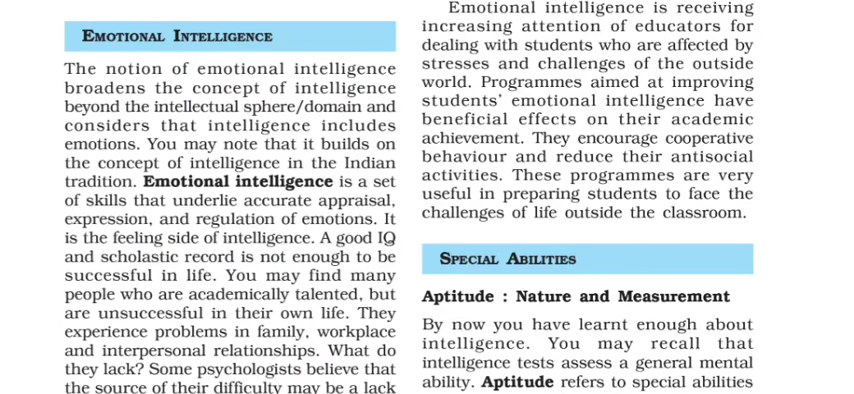 EMOTIONAL INTELLIGENCE
The notion of emotional intelligence
broadens the concept of intelligence
beyond the intellectual sphere/domain and
considers that intelligence includes
emotions. You may note that it builds on
the concept of intelligence in the Indian
tradition. Emotional intelligence is a set
of skills that underlie accurate appraisal,
expression, and regulation of emotions. It
is the feeling side of intelligence. A good IQ
and scholastic record is not enough to be
successful in life. You may find many
people who are academically talented, but
are unsuccessful in their own life. They
experience problems in family, workplace
and interpersonal relationships. What do
they lack? Some psychologists believe that
the source of their difficulty may be a lack
Emotional intelligence is receiving
increasing attention of educators for
dealing with students who are affected by
stresses and challenges of the outside
world. Programmes aimed at improving
students' emotional intelligence have
beneficial effects on their academic
achievement. They encourage cooperative
behaviour and reduce their antisocial
activities. These programmes are very
useful in preparing students to face the
challenges of life outside the classroom.
SPECIAL ABILITIES
Aptitude : Nature and Measurement
By now you have learnt enough about
intelligence. You may recall that
intelligence tests assess a general mental
ability. Aptitude refers to special abilities